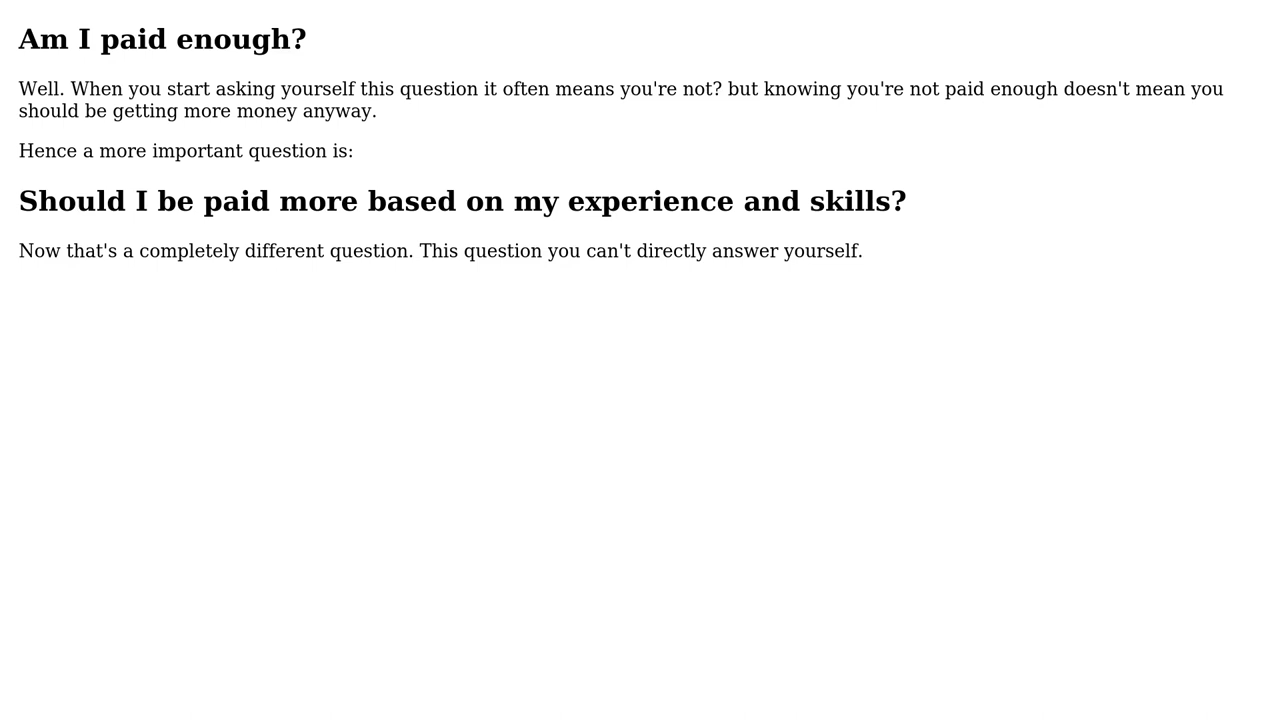 Am I paid enough?
Well. When you start asking yourself this question it often means you're not? but knowing you're not paid enough doesn't mean you
should be getting more money anyway.
Hence a more important question is:
Should I be paid more based on my experience and skills?
Now that's a completely different question. This question you can't directly answer yourself.